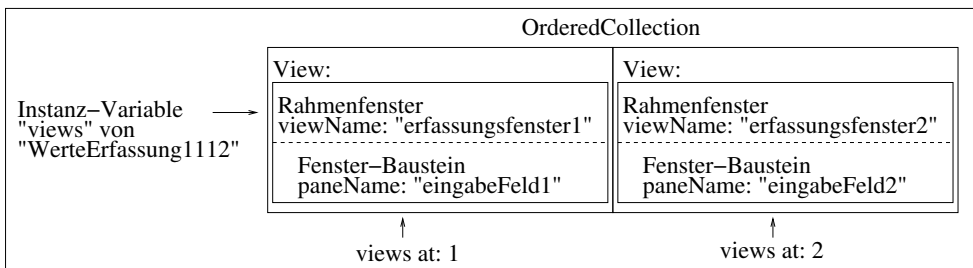 OrderedCollection
View:
View:
Instanz−Variable
"views" von
"WerteErfassung1112"
Rahmenfenster
viewName: "erfassungsfenster1"
Fenster−Baustein
paneName: "eingabeFeld1"
Rahmenfenster
viewName: "erfassungsfenster2"
Fenster−Baustein
paneName: "eingabeFeld2"
views at: 1
views at: 2